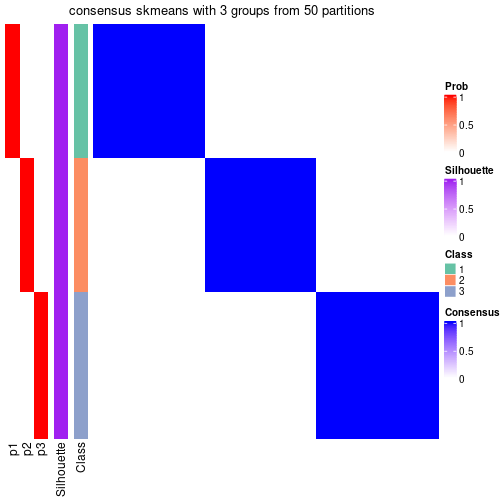 consensus skmeans with 3 groups from 50 partitions
Prob
1
0.5
0
Silhouette
1
0.5
0
Class
1
2
3
Consensus
1
0.5
0
p1
p2
p3
Silhouette
Class